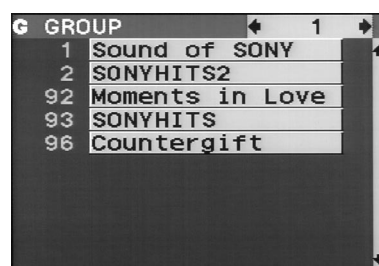 G GROUP 1
1 Sound of SONY
2 SONYHITS2
92 Moments in Love
93 SONYHITS
96 Countergift